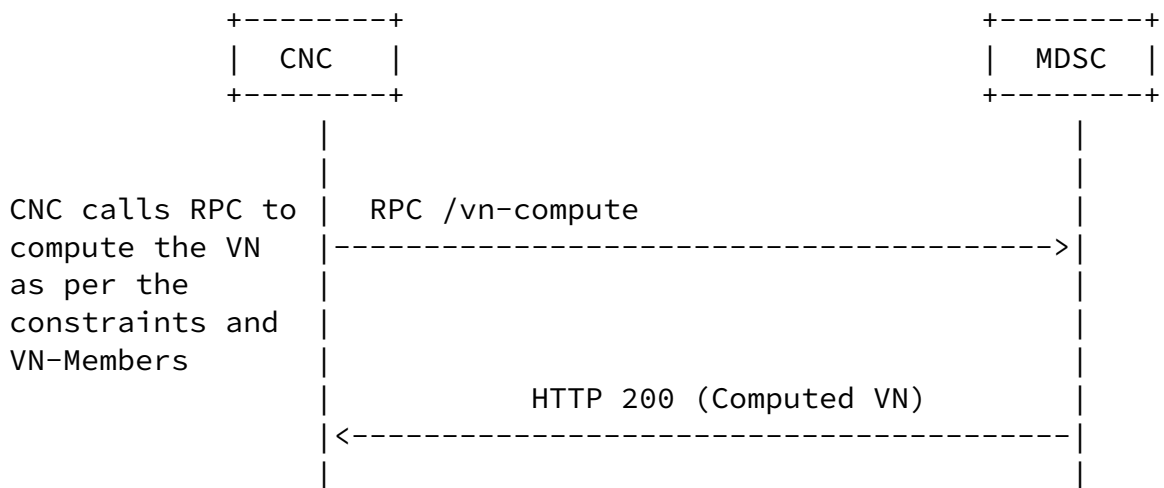 CNC MDSC
CNC calls RPC to RPC /vn-compute
compute the VN
as per the
constraints and
VN-Members
HTTP 200 (Computed VN)